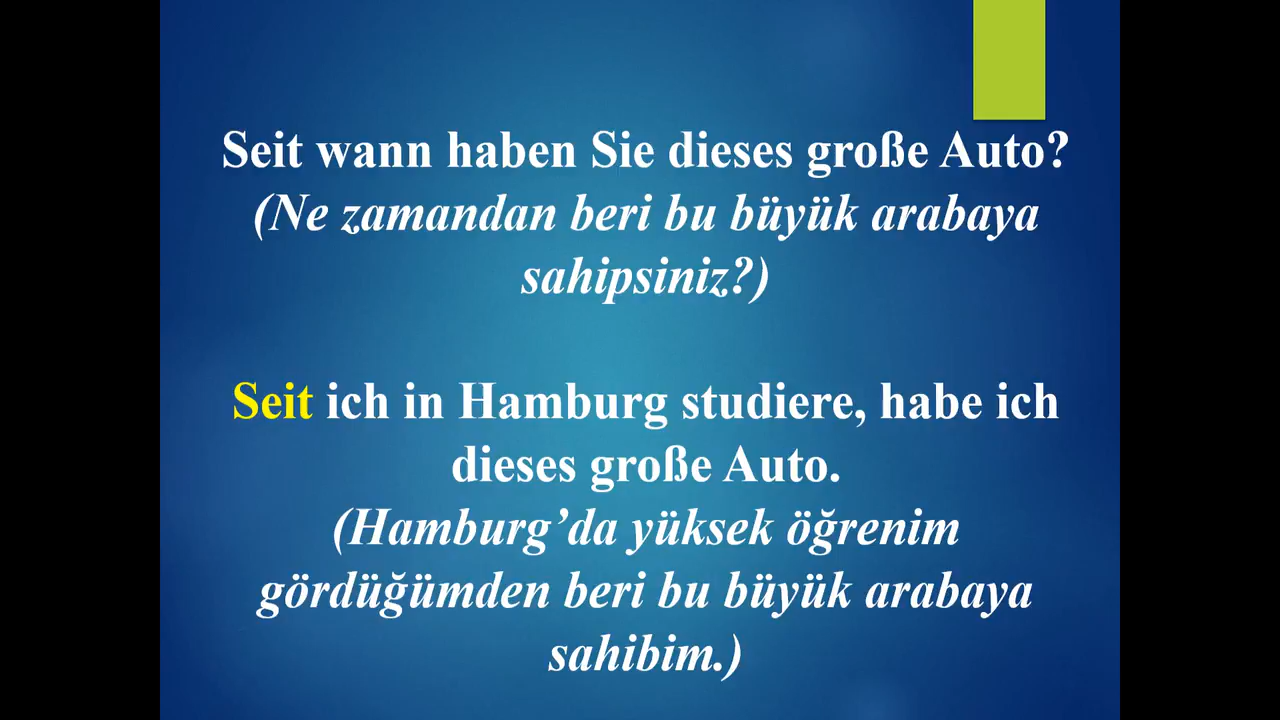 Seit wann haben Sie dieses große Auto?
(Ne zamandan beri bu büyük arabaya
sahipsiniz?)
Seit ich in Hamburg studiere, habe ich
dieses große Auto.
(Hamburg’da yüksek öğrenim
gördüğümden beri bu büyük arabaya
sahibim.)